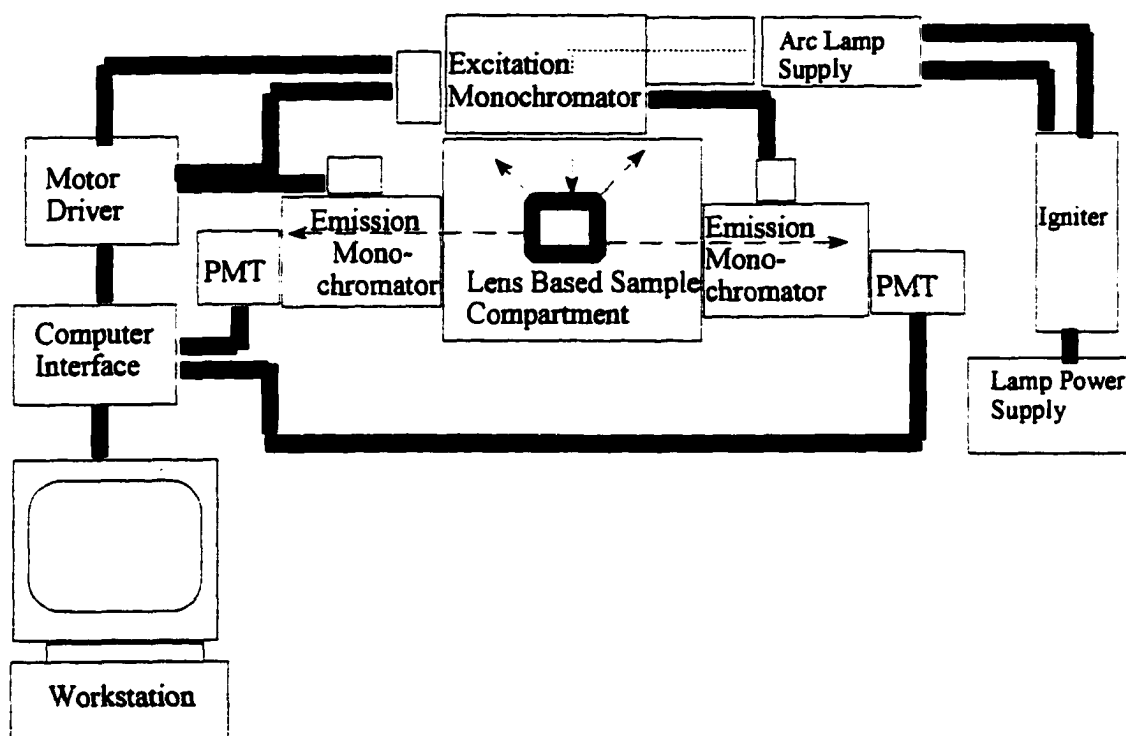 Excitation
Monochromator
Arc Lamp
Supply
Motor
Driver
Emission
Mono-
chromator
PMT
Lens Based Sample
Compartment
Emission
Mono-
chromator
PMT
Igniter
Computer
Interface
Lamp Power
Supply
Workstation